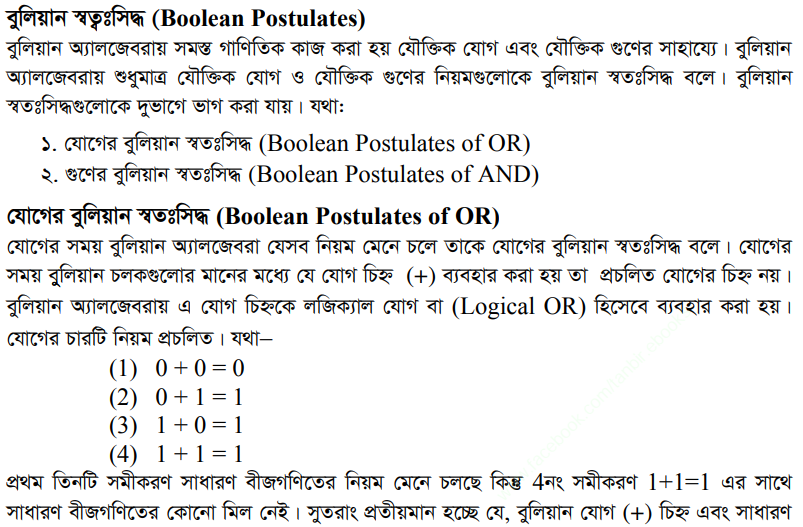 বুলিয়ান স্বত্বঃসিদ্ধ (Boolean Postulates)
বুলিয়ান অ্যালজেবরায় সমস্ত গাণিতিক কাজ করা হয় যৌক্তিক যোগ এবং যৌক্তিক গুণের সাহায্যে। বুলিয়ান
অ্যালজেবরায় শুধুমাত্র যৌক্তিক যোগ ও যৌক্তিক গুণের নিয়মগুলোকে বুলিয়ান স্বতঃসিদ্ধ বলে। বুলিয়ান
স্বতঃসিদ্ধগুলোকে দুভাগে ভাগ করা যায়। যথা:
১. যোগের বুলিয়ান স্বতঃসিদ্ধ (Boolean Postulates of OR)
২. গুণের বুলিয়ান স্বতঃসিদ্ধ (Boolean Postulates of AND)
যোগের বুলিয়ান স্বতঃসিদ্ধ (Boolean Postulates of OR)
যোগের সময় বুলিয়ান অ্যালজেবরা যেসব নিয়ম মেনে চলে তাকে যোগের বুলিয়ান স্বতঃসিদ্ধ বলে। যোগের
সময় বুলিয়ান চলকগুলোর মানের মধ্যে যে যোগ চিহ্ন (+) ব্যবহার করা হয় তা প্রচলিত যোগের চিহ্ন নয়।
বুলিয়ান অ্যালজেবরায় এ যোগ চিহ্নকে লজিক্যাল যোগ বা (Logical OR) হিসেবে ব্যবহার করা হয়।
যোগের চারটি নিয়ম প্রচলিত। যথা–
(1) 0 + 0 = 0
(2) 0 + 1 = 1
(3) 1 + 0 = 1
(4) 1 + 1 = 1
প্রথম তিনটি সমীকরণ সাধারণ বীজগণিতের নিয়ম মেনে চলছে কিন্তু 4নং সমীকরণ 1+1=1 এর সাথে
সাধারণ বীজগণিতের কোনো মিল নেই। সুতরাং প্রতীয়মান হচ্ছে যে, বুলিয়ান যোগ (+) চিহ্ন এবং সাধারণ